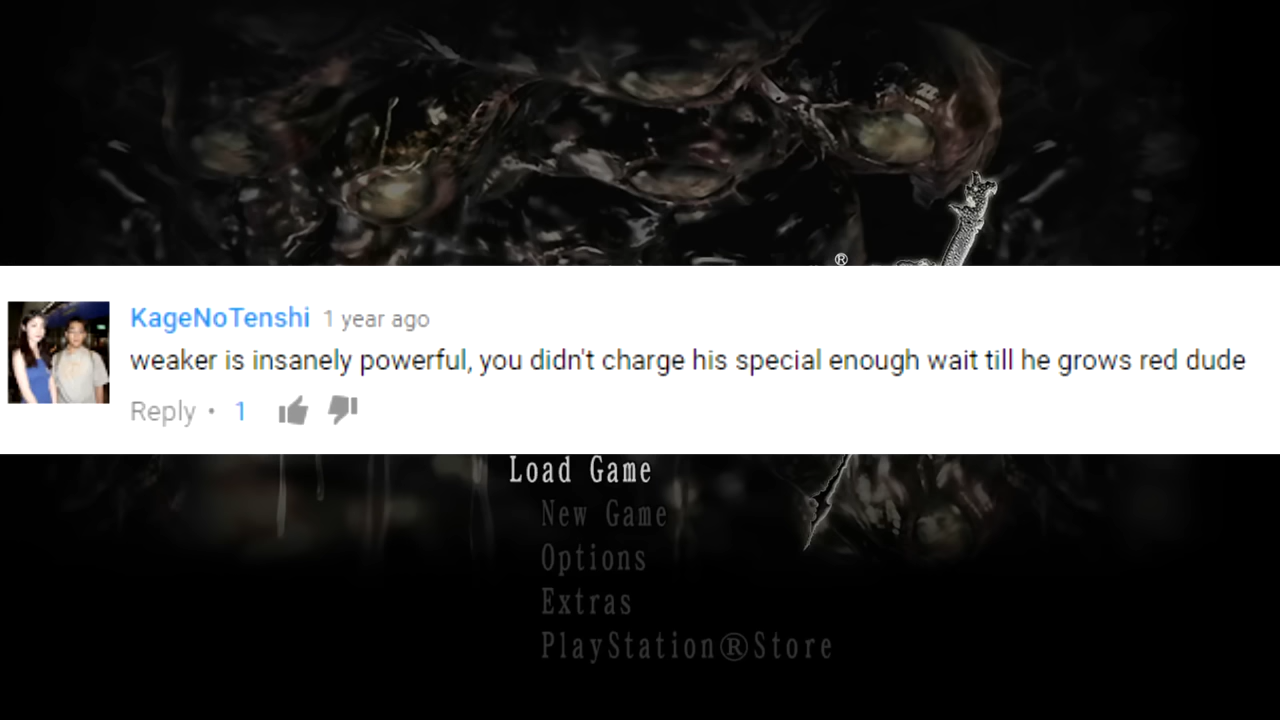 ®
KageNoTenshi 1 year ago
weaker is insanely powerful, you didn't charge his special enough wait till he grows red dude
Reply • 1
Load Game
New Game
Options
Extras
PlayStation®Store